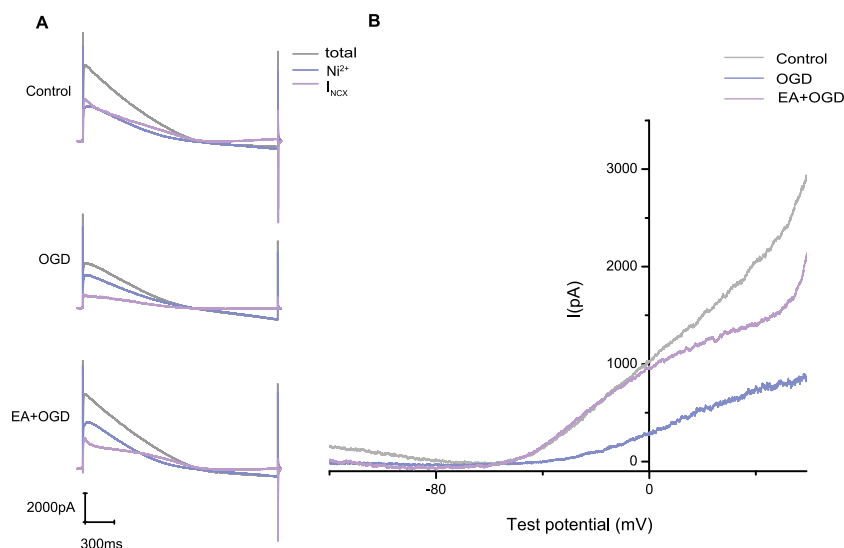 A
total
Ni²⁺
I_NCX
Control
OGD
EA+OGD
2000pA
300ms
B
Control
OGD
EA+OGD
3000
2000
1000
0
I(pA)
-80
0
Test potential (mV)